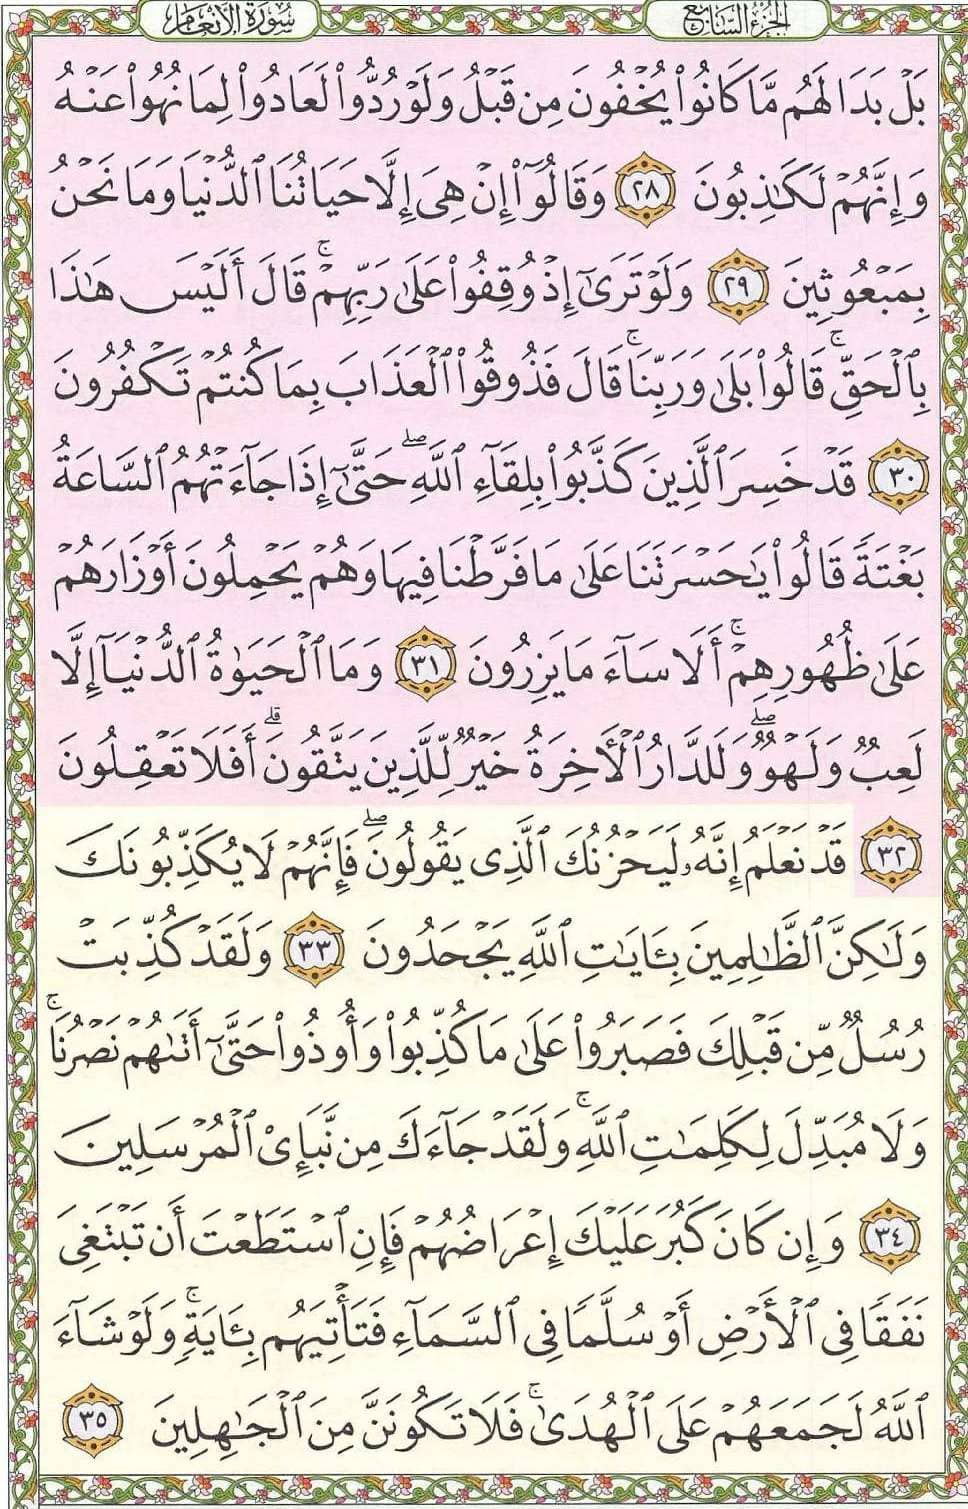 الجزء السابع
سورة الأنعام
بَلْ بَدَا لَهُم مَّا كَانُوا۟ يُخْفُونَ مِن قَبْلُ وَلَوْ رُدُّوا۟ لَعَادُوا۟ لِمَا نُهُوا۟ عَنْهُ
وَإِنَّهُمْ لَكَـٰذِبُونَ ٢٨ وَقَالُوٓا۟ إِنْ هِىَ إِلَّا حَيَاتُنَا ٱلدُّنْيَا وَمَا نَحْنُ
بِمَبْعُوثِينَ ٢٩ وَلَوْ تَرَىٰٓ إِذْ وُقِفُوا۟ عَلَىٰ رَبِّهِمْ ۚ قَالَ أَلَيْسَ هَـٰذَا
بِٱلْحَقِّ ۚ قَالُوا۟ بَلَىٰ وَرَبِّنَا ۚ قَالَ فَذُوقُوا۟ ٱلْعَذَابَ بِمَا كُنتُمْ تَكْفُرُونَ
٣٠ قَدْ خَسِرَ ٱلَّذِينَ كَذَّبُوا۟ بِلِقَآءِ ٱللَّهِ ۖ حَتَّىٰٓ إِذَا جَآءَتْهُمُ ٱلسَّاعَةُ
بَغْتَةً قَالُوا۟ يَـٰحَسْرَتَنَا عَلَىٰ مَا فَرَّطْنَا فِيهَا وَهُمْ يَحْمِلُونَ أَوْزَارَهُمْ
عَلَىٰ ظُهُورِهِمْ ۚ أَلَا سَآءَ مَا يَزِرُونَ ٣١ وَمَا ٱلْحَيَوٰةُ ٱلدُّنْيَآ إِلَّا
لَعِبٌ وَلَهْوٌ ۖ وَلَلدَّارُ ٱلْـَٔاخِرَةُ خَيْرٌ لِّلَّذِينَ يَتَّقُونَ ۗ أَفَلَا تَعْقِلُونَ
٣٢ قَدْ نَعْلَمُ إِنَّهُۥ لَيَحْزُنُكَ ٱلَّذِى يَقُولُونَ ۖ فَإِنَّهُمْ لَا يُكَذِّبُونَكَ
وَلَـٰكِنَّ ٱلظَّـٰلِمِينَ بِـَٔايَـٰتِ ٱللَّهِ يَجْحَدُونَ ٣٣ وَلَقَدْ كُذِّبَتْ
رُسُلٌ مِّن قَبْلِكَ فَصَبَرُوا۟ عَلَىٰ مَا كُذِّبُوا۟ وَأُوذُوا۟ حَتَّىٰٓ أَتَىٰهُمْ نَصْرُنَا ۚ
وَلَا مُبَدِّلَ لِكَلِمَـٰتِ ٱللَّهِ ۚ وَلَقَدْ جَآءَكَ مِن نَّبَإِى۟ ٱلْمُرْسَلِينَ
٣٤ وَإِن كَانَ كَبُرَ عَلَيْكَ إِعْرَاضُهُمْ فَإِنِ ٱسْتَطَعْتَ أَن تَبْتَغِىَ
نَفَقًا فِى ٱلْأَرْضِ أَوْ سُلَّمًا فِى ٱلسَّمَآءِ فَتَأْتِيَهُم بِـَٔايَةٍ ۚ وَلَوْ شَآءَ
ٱللَّهُ لَجَمَعَهُمْ عَلَى ٱلْهُدَىٰ ۚ فَلَا تَكُونَنَّ مِنَ ٱلْجَـٰهِلِينَ ٣٥